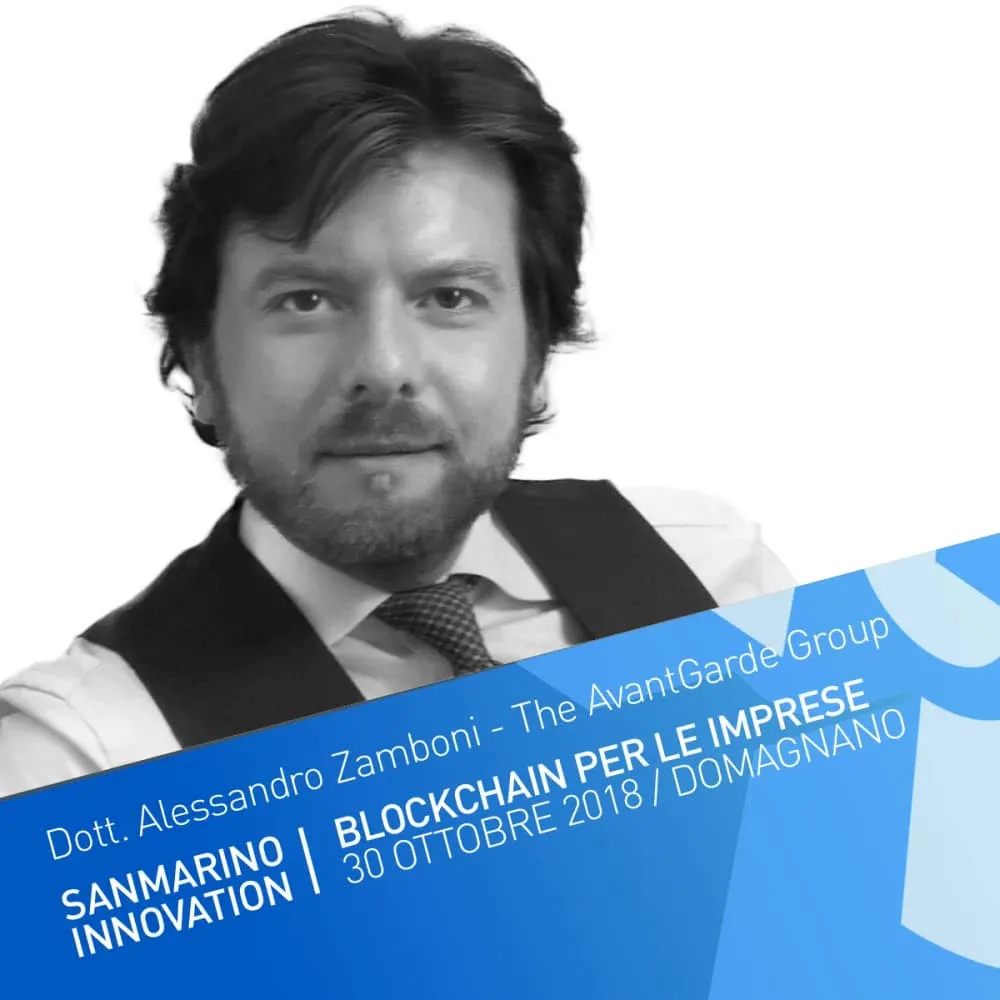 Dott. Alessandro Zamboni - The AvantGarde Group
SANMARINO
INNOVATION
BLOCKCHAIN PER LE IMPRESE
30 OTTOBRE 2018 / DOMAGNANO